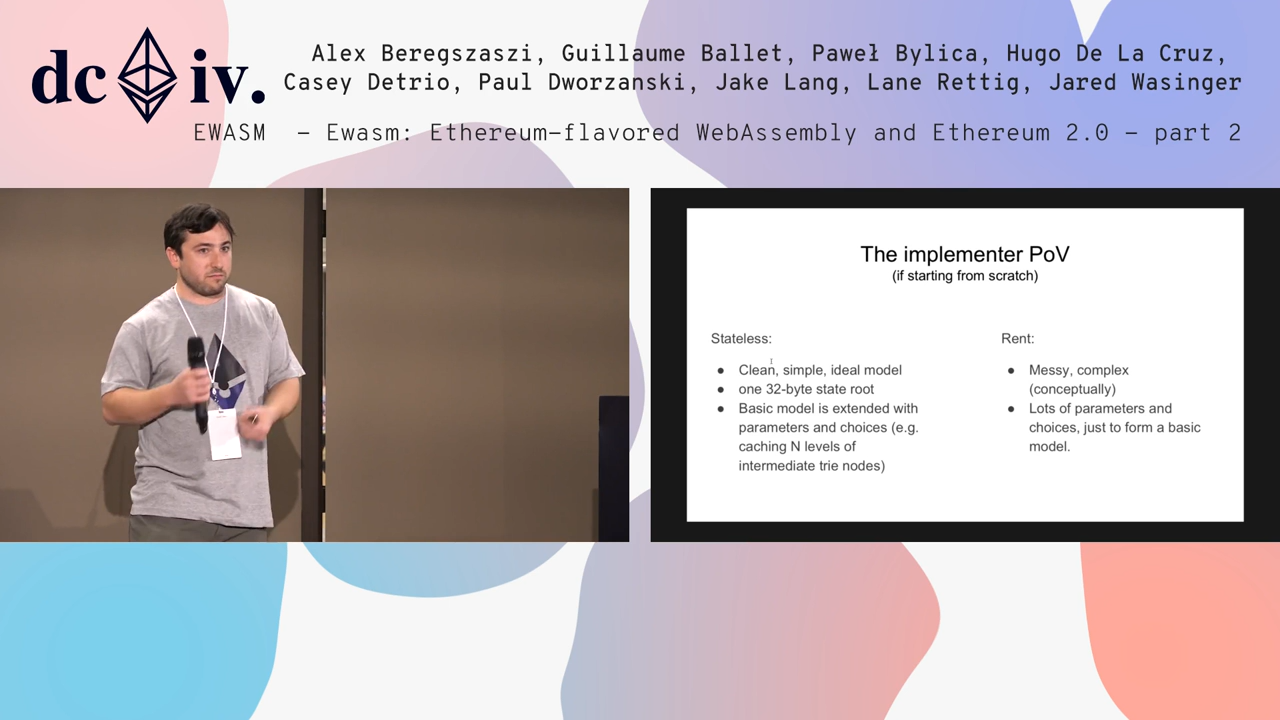 dc iv.
Alex Beregszaszi, Guillaume Ballet, Paweł Bylica, Hugo De La Cruz,
Casey Detrio, Paul Dworzanski, Jake Lang, Lane Rettig, Jared Wasinger
EWASM – Ewasm: Ethereum-flavored WebAssembly and Ethereum 2.0 - part 2
The implementer PoV
(if starting from scratch)
Stateless:
● Clean, simple, ideal model
● one 32-byte state root
● Basic model is extended with
parameters and choices (e.g.
caching N levels of
intermediate trie nodes)
Rent:
● Messy, complex
(conceptually)
● Lots of parameters and
choices, just to form a basic
model.